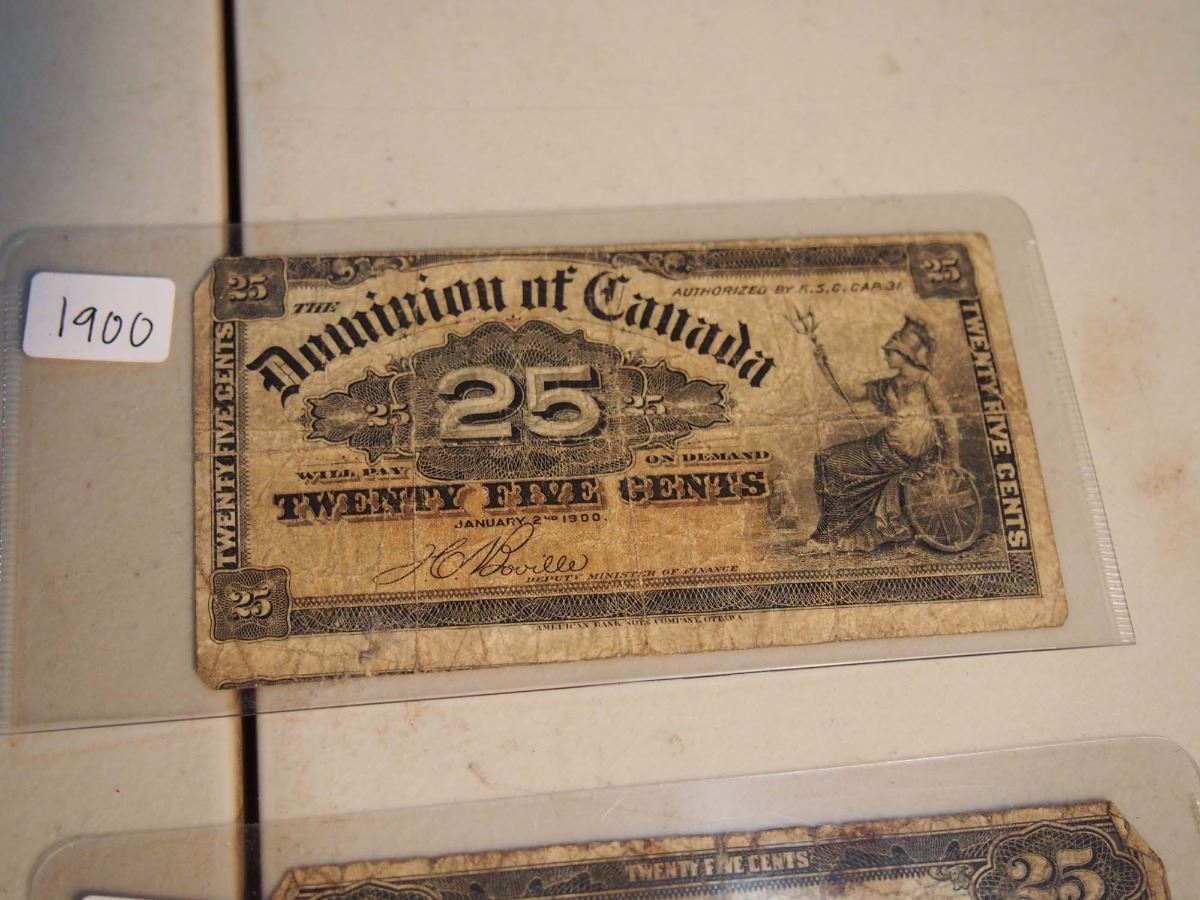 1900
25
25
THE Dominion of Canada
AUTHORIZED BY R.S.C. CAP. 31.
25
25
25
WILL PAY
ON DEMAND
TWENTY FIVE CENTS
JANUARY 2ND 1900.
H C Boville
DEPUTY MINISTER OF FINANCE
TWENTY FIVE CENTS
TWENTY FIVE CENTS
25
AMERICAN BANK NOTE COMPANY, OTTAWA.
TWENTY FIVE CENTS
25